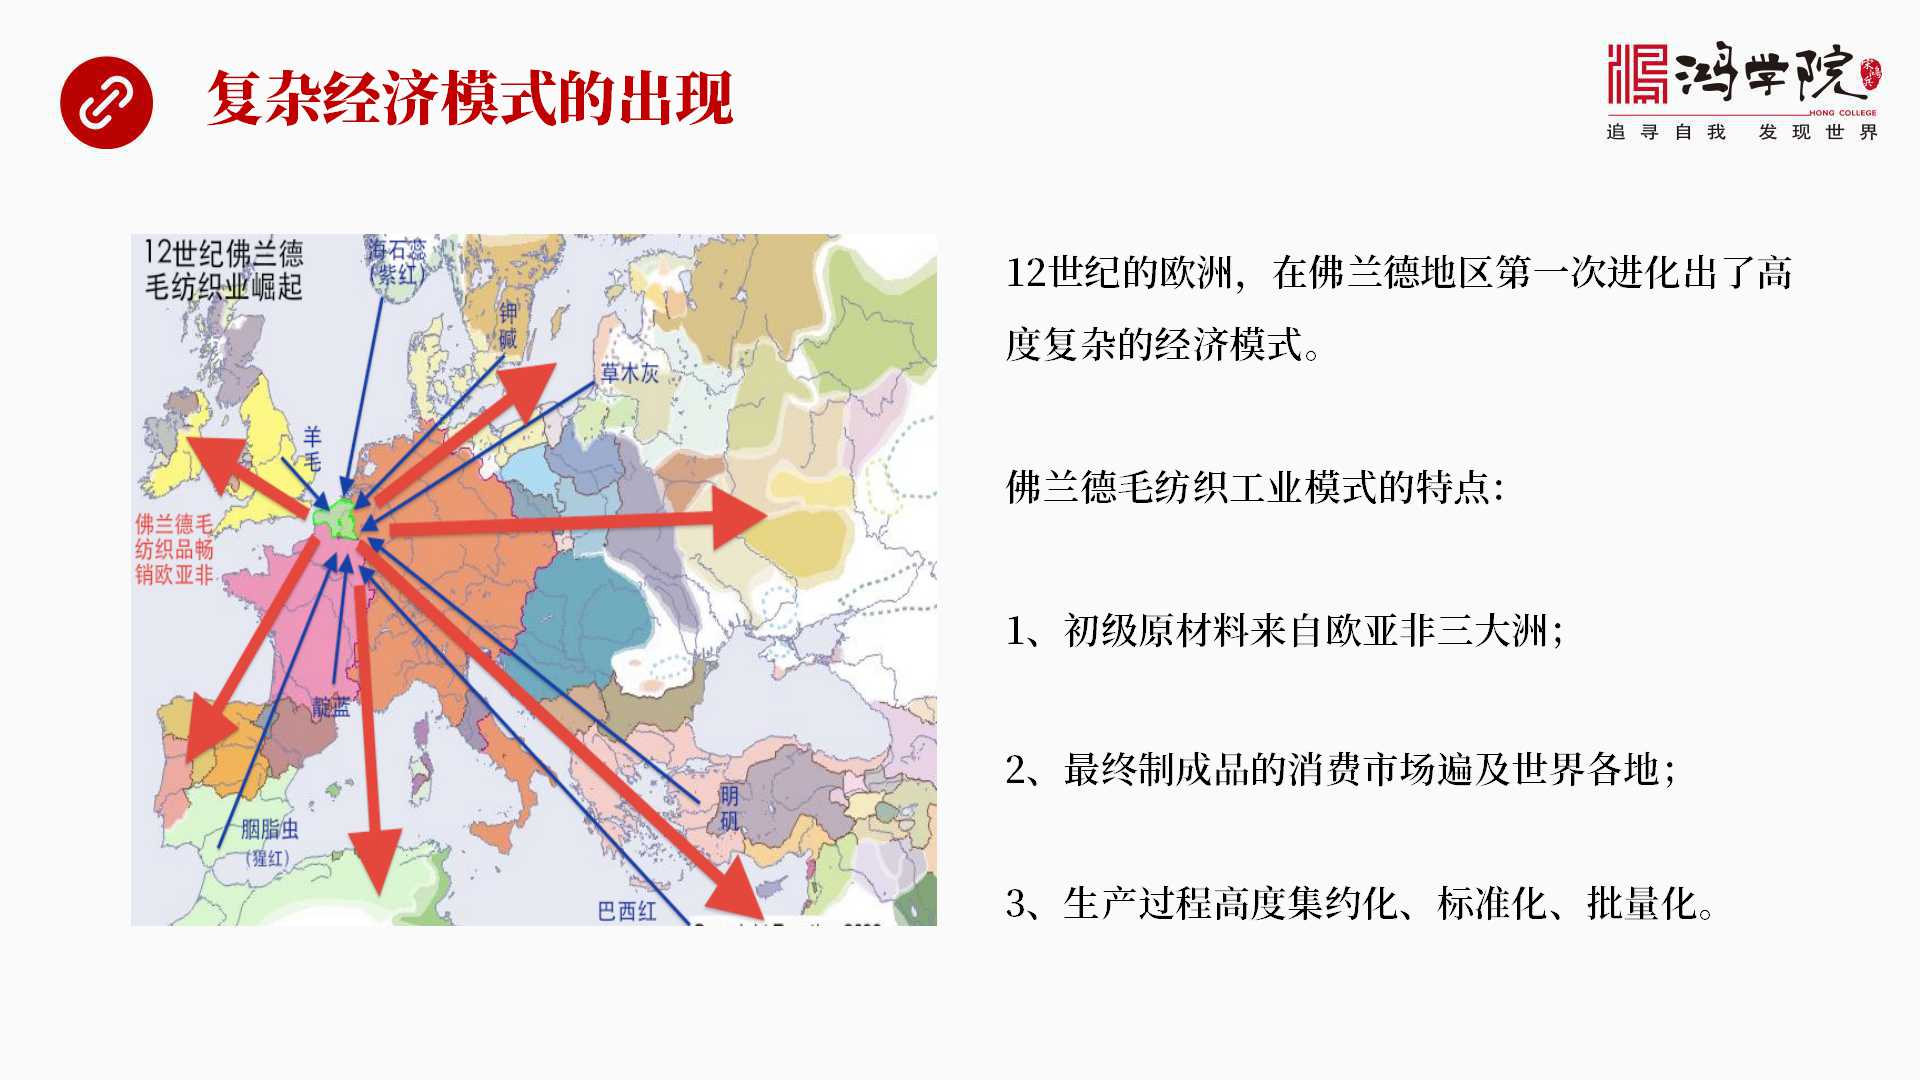 复杂经济模式的出现
鸿学院
宋鸿兵
HONG COLLEGE
追寻自我 发现世界
12世纪佛兰德
毛纺织业崛起
海石蕊
(紫红)
钾
碱
草木灰
羊
毛
佛兰德毛
纺织品畅
销欧亚非
靛蓝
胭脂虫
(猩红)
明
矾
巴西红
12世纪的欧洲，在佛兰德地区第一次进化出了高
度复杂的经济模式。
佛兰德毛纺织工业模式的特点：
1、初级原材料来自欧亚非三大洲；
2、最终制成品的消费市场遍及世界各地；
3、生产过程高度集约化、标准化、批量化。